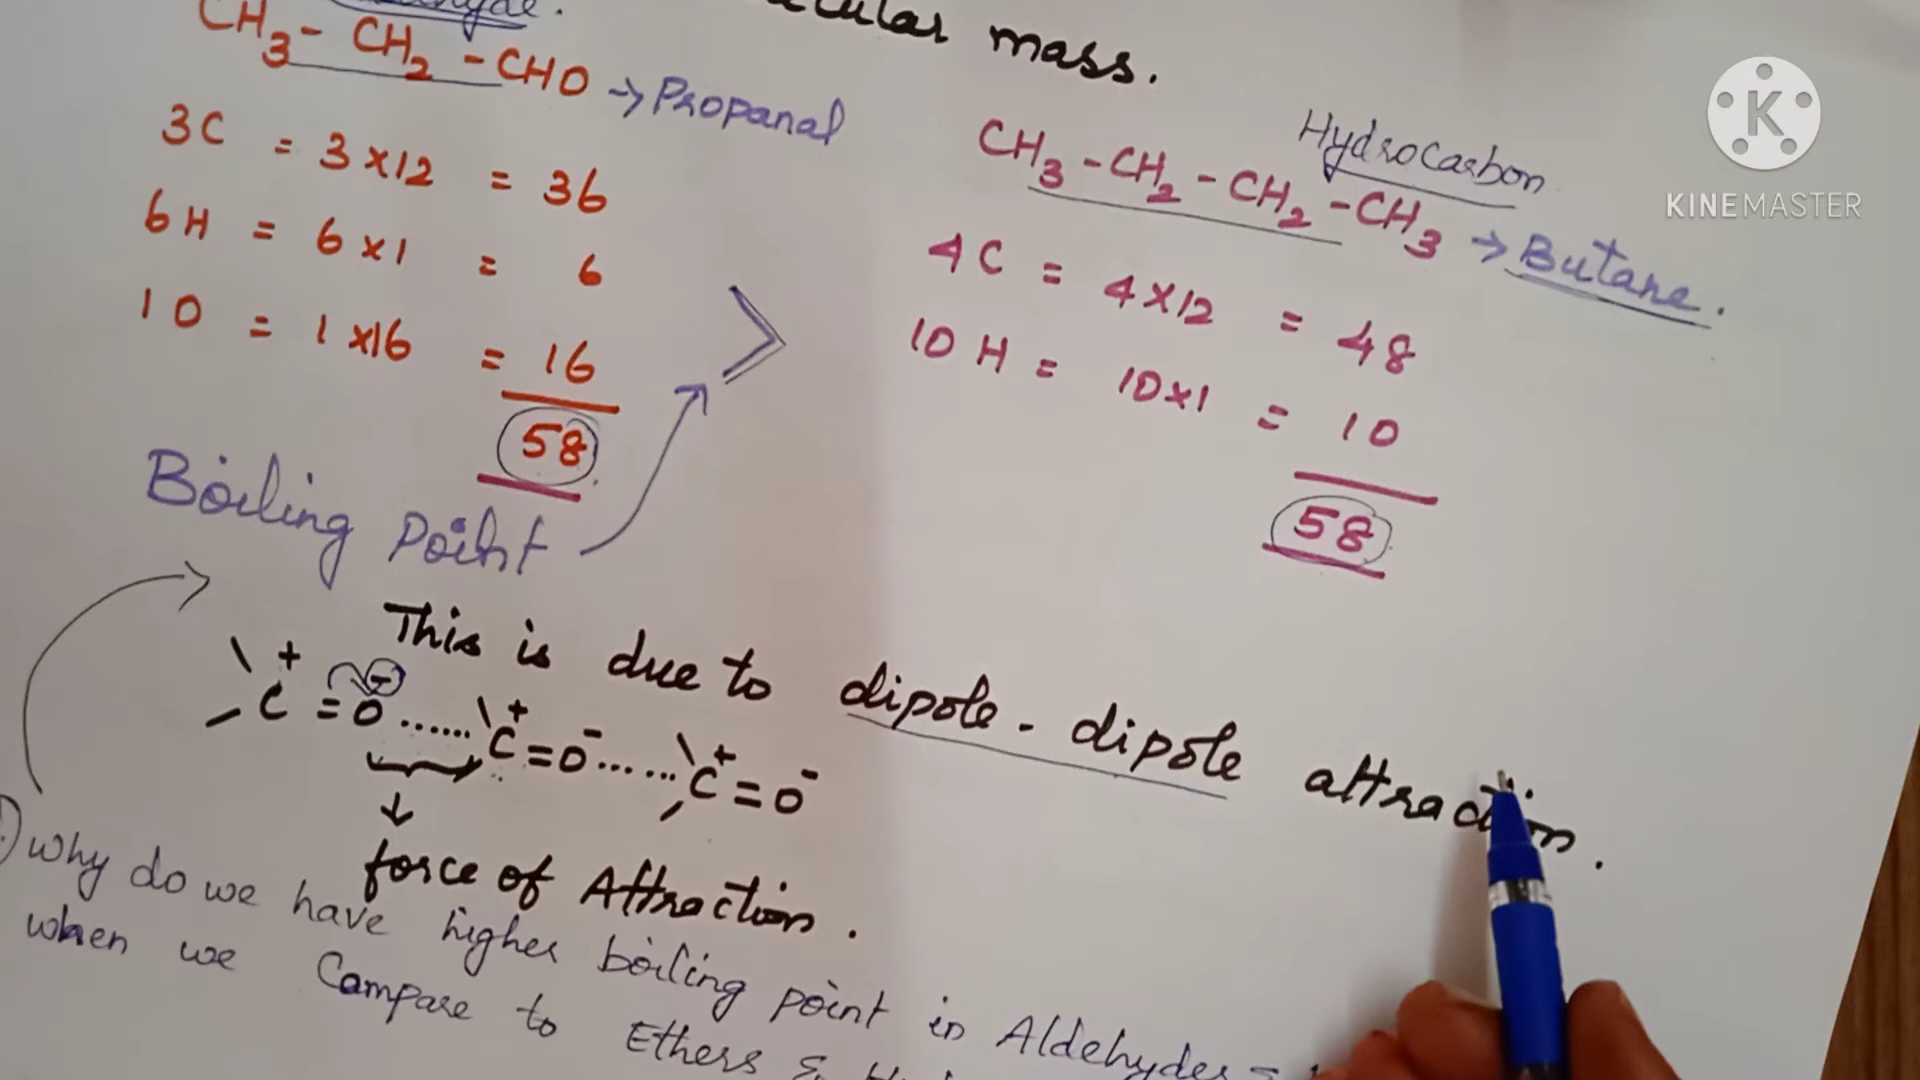 mass.
CH3 - CH2 - CHO → Propanal
3C = 3 × 12 = 36
6H = 6 × 1 = 6
1O = 1 × 16 = 16
58
Hydrocarbon
CH3 - CH2 - CH2 - CH3 → Butane.
4C = 4 × 12 = 48
10 H = 10 × 1 = 10
58
>
Boiling Point
This is due to dipole - dipole attraction.
C+ = O- ...... C+ = O- ...... C+ = O-
force of Attraction.
Why do we have higher boiling point in Aldehydes
when we Compare to Ethers &
K
KINEMASTER